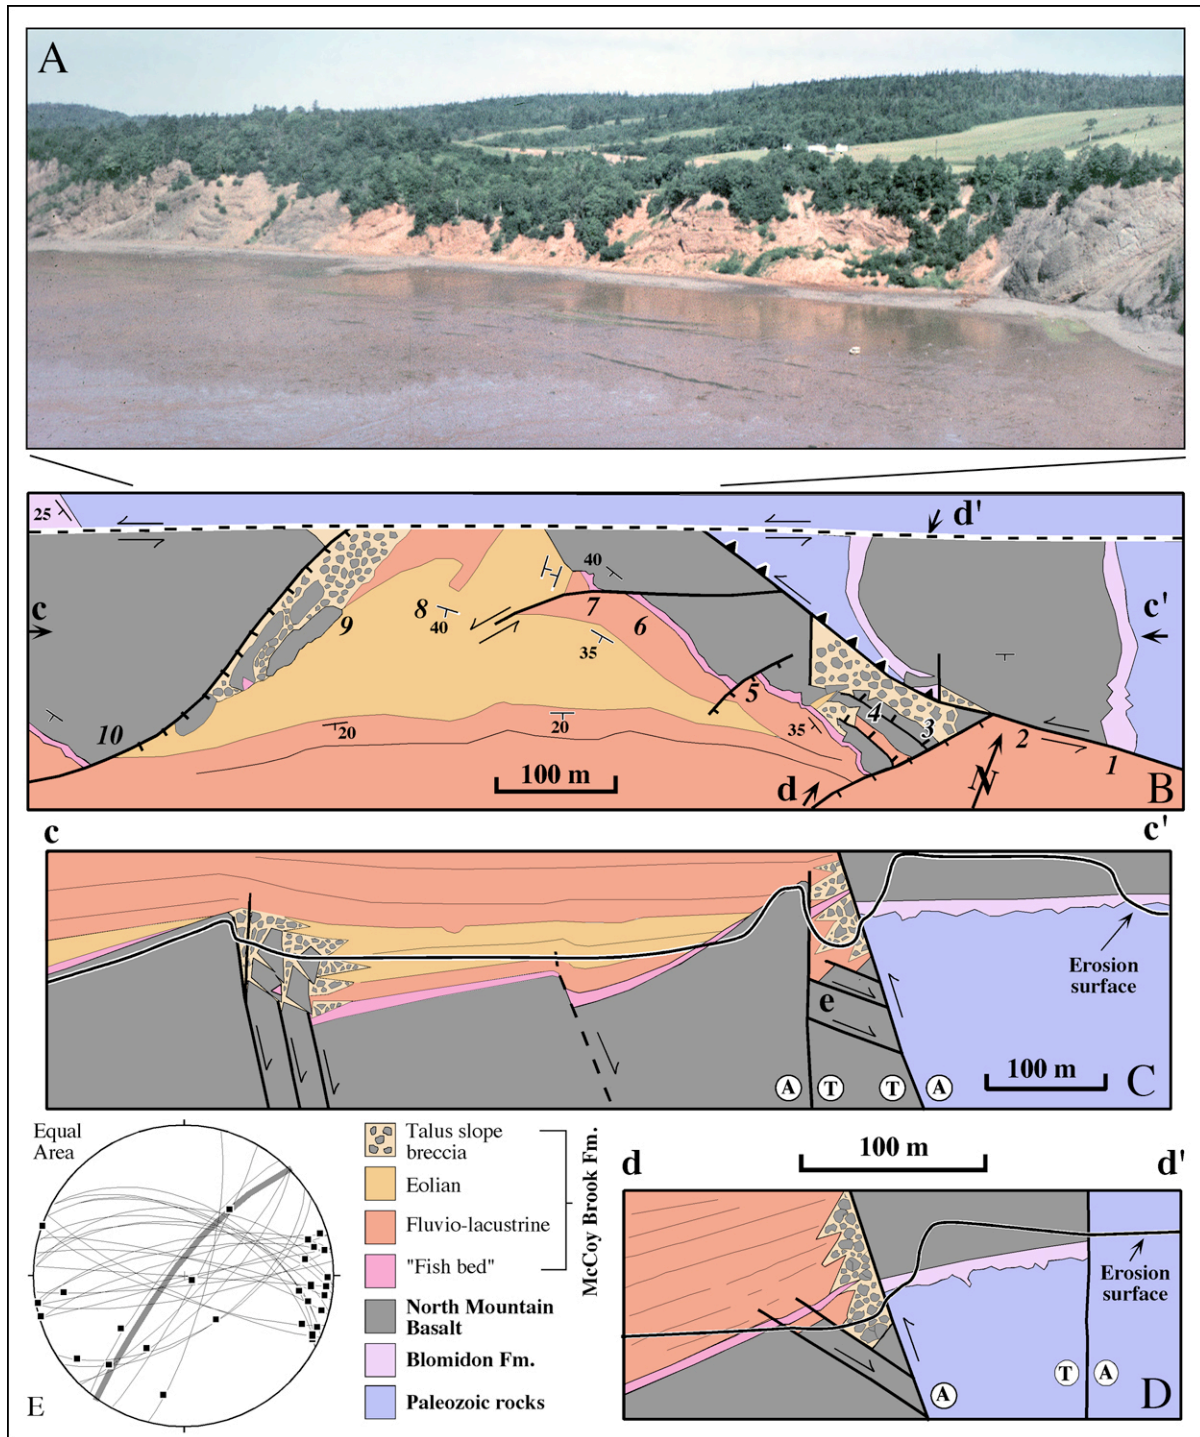 A
25
d'
40
c
c'
8
40
9
7
6
35
5
4
3
2
1
35
10
20
20
100 m
d
N
B
c
c'
Erosion
surface
e
100 m
A
T
T
A
C
Equal
Area
E
Talus slope
breccia
Eolian
Fluvio-lacustrine
"Fish bed"
McCoy Brook Fm.
North Mountain
Basalt
Blomidon Fm.
Paleozoic rocks
100 m
d
d'
Erosion
surface
A
T
A
D